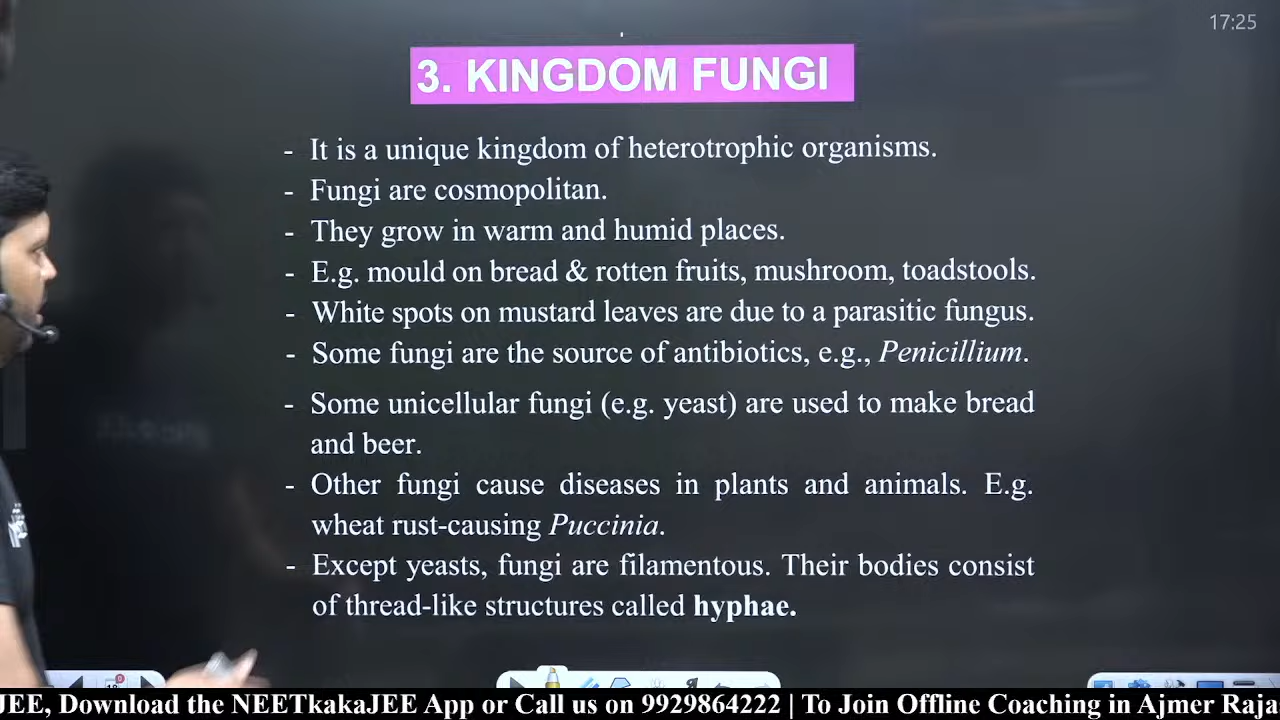 17:25
3. KINGDOM FUNGI
- It is a unique kingdom of heterotrophic organisms.
- Fungi are cosmopolitan.
- They grow in warm and humid places.
- E.g. mould on bread & rotten fruits, mushroom, toadstools.
- White spots on mustard leaves are due to a parasitic fungus.
- Some fungi are the source of antibiotics, e.g., Penicillium.
- Some unicellular fungi (e.g. yeast) are used to make bread
and beer.
- Other fungi cause diseases in plants and animals. E.g.
wheat rust-causing Puccinia.
- Except yeasts, fungi are filamentous. Their bodies consist
of thread-like structures called hyphae.
JEE, Download the NEETkakaJEE App or Call us on 9929864222 | To Join Offline Coaching in Ajmer Raja